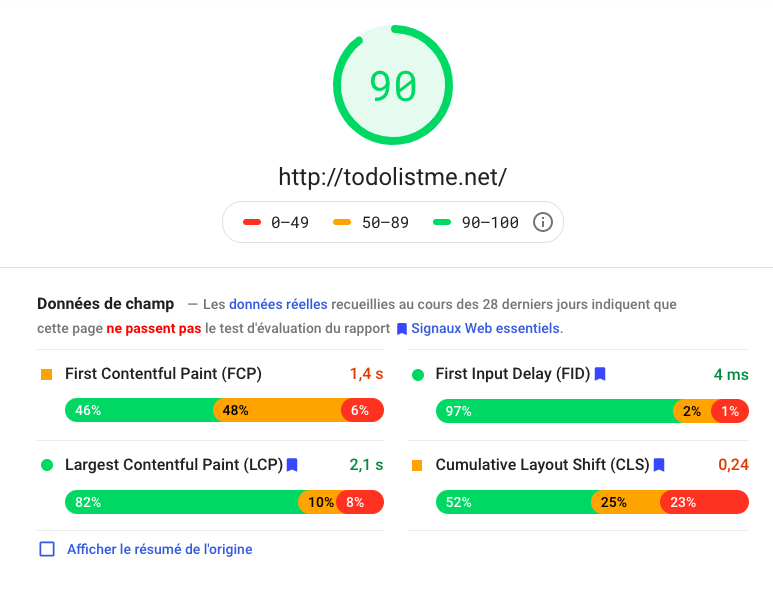 90
http://todolistme.net/
0–49 50–89 90–100
Données de champ — Les données réelles recueillies au cours des 28 derniers jours indiquent que
cette page ne passent pas le test d'évaluation du rapport Signaux Web essentiels.
First Contentful Paint (FCP) 1,4 s
46% 48% 6%
First Input Delay (FID) 4 ms
97% 2% 1%
Largest Contentful Paint (LCP) 2,1 s
82% 10% 8%
Cumulative Layout Shift (CLS) 0,24
52% 25% 23%
Afficher le résumé de l'origine